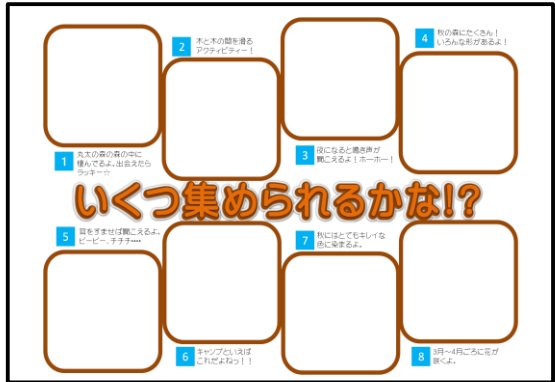 2
木と木の間を滑る
アクティビティー！
4
秋の森にたくさん！
いろんな形があるよ！
1
丸太の森の森の中に
棲んでるよ。出会えたら
ラッキー☆
3
夜になると鳴き声が
聞こえるよ！ホーホー！
いくつ集められるかな!?
5
耳をすませば聞こえるよ。
ピーピー、チチチ••••
7
秋にはとてもキレイな
色に染まるよ。
6
キャンプといえば
これだよねっ！！
8
3月～4月ごろに花が
咲くよ。